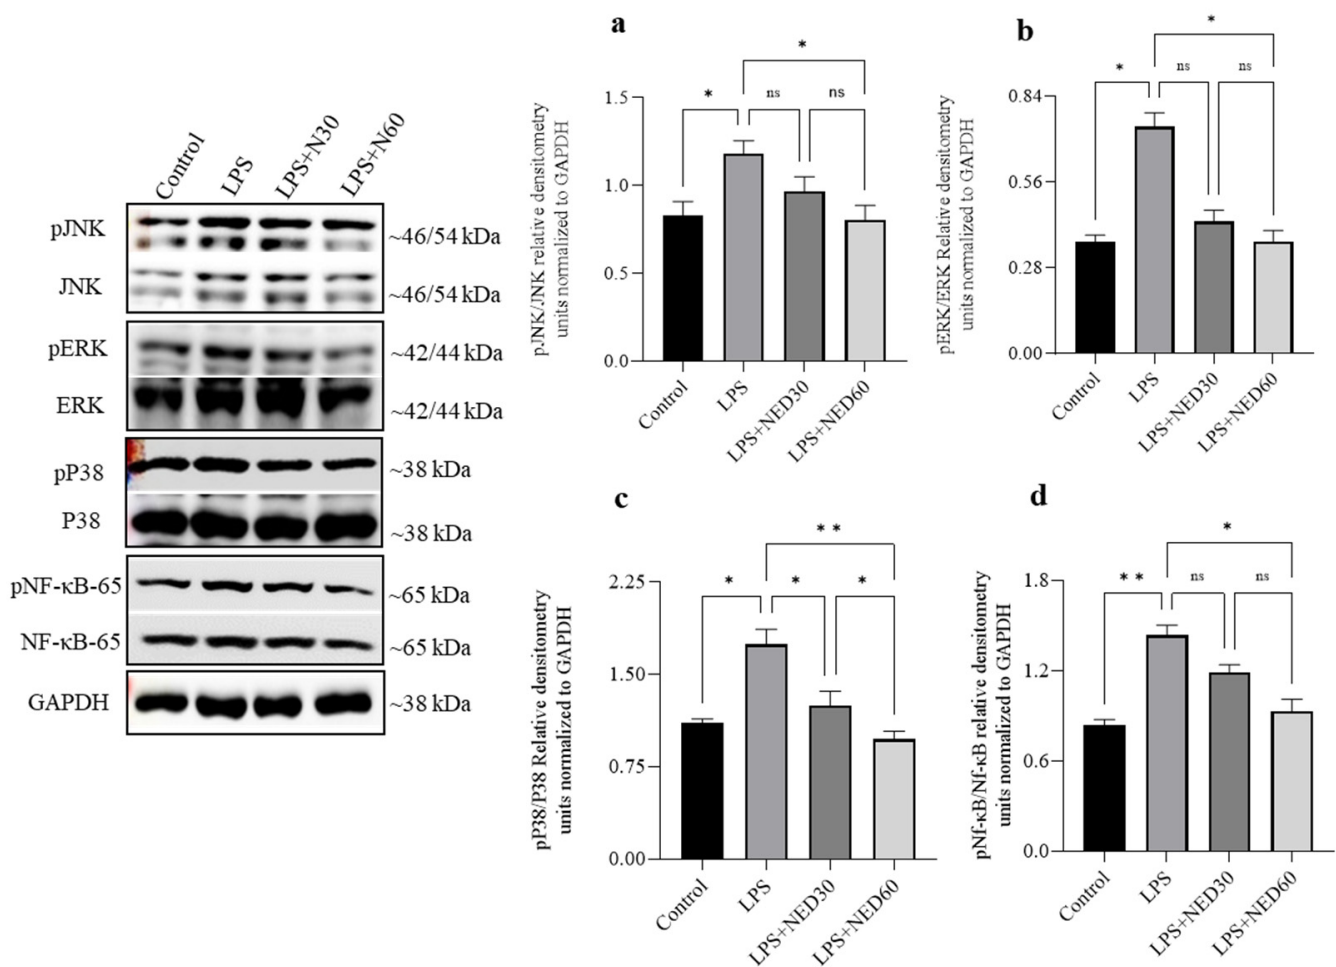 Control
LPS
LPS+N30
LPS+N60
pJNK
~46/54 kDa
JNK
~46/54 kDa
pERK
~42/44 kDa
ERK
~42/44 kDa
pP38
~38 kDa
P38
~38 kDa
pNF-κB-65
~65 kDa
NF-κB-65
~65 kDa
GAPDH
~38 kDa
a
pJNK/JNK relative densitometry
units normalized to GAPDH
1.5
1.0
0.5
0.0
*
*
ns
ns
Control
LPS
LPS+NED30
LPS+NED60
b
pERK/ERK Relative densitometry
units normalized to GAPDH
0.84
0.56
0.28
0.00
*
*
ns
ns
Control
LPS
LPS+NED30
LPS+NED60
c
pP38/P38 Relative densitometry
units normalized to GAPDH
2.25
1.50
0.75
0.00
**
*
*
*
Control
LPS
LPS+NED30
LPS+NED60
d
pNf-κB/Nf-κB relative densitometry
units normalized to GAPDH
1.8
1.2
0.6
0.0
*
**
ns
ns
Control
LPS
LPS+NED30
LPS+NED60